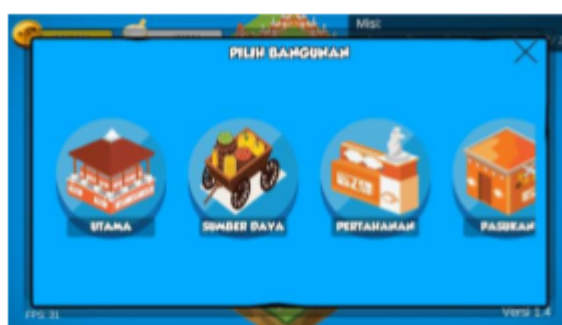 Misi:
PILIH BANGUNAN
UTAMA
SUMBER DAYA
PERTAHANAN
PASUKAN
FPS: 31
Versi 1.4